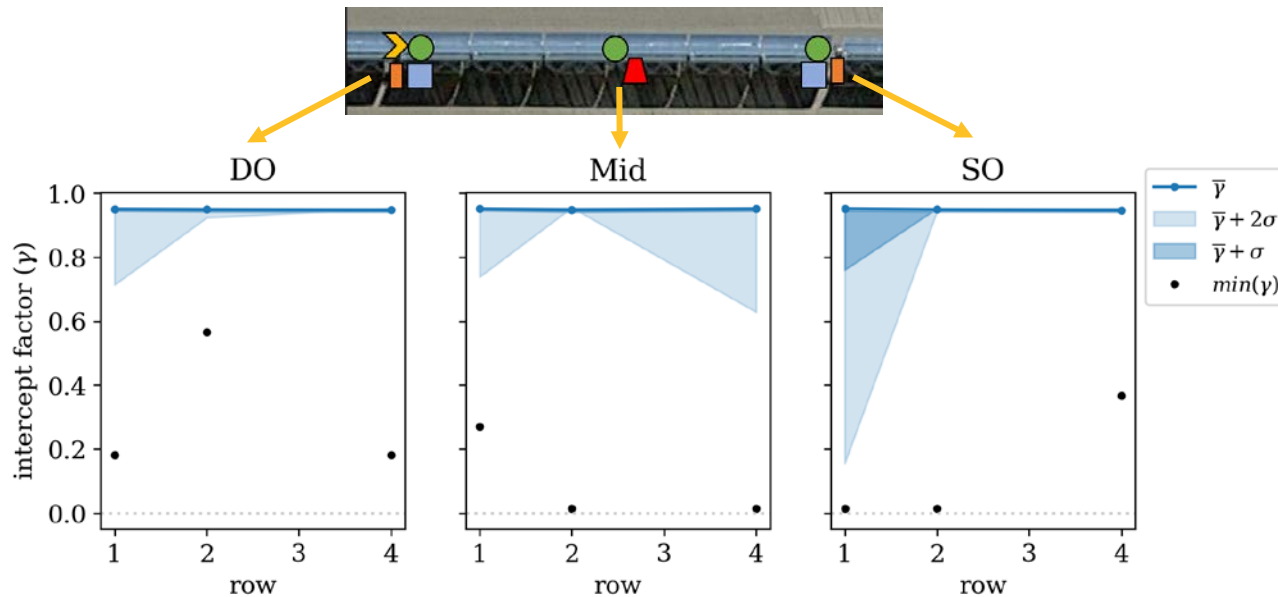 DO
Mid
SO
intercept factor (γ)
1.0
0.8
0.6
0.4
0.2
0.0
1 2 3 4
row
1 2 3 4
row
1 2 3 4
row
γ̅
γ̅ + 2σ
γ̅ + σ
min(γ)